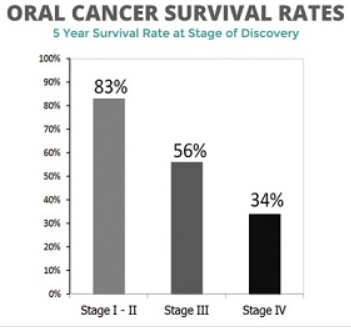 ORAL CANCER SURVIVAL RATES
5 Year Survival Rate at Stage of Discovery
100%
90%
80%
70%
60%
50%
40%
30%
20%
10%
0%
83%
56%
34%
Stage I - II
Stage III
Stage IV